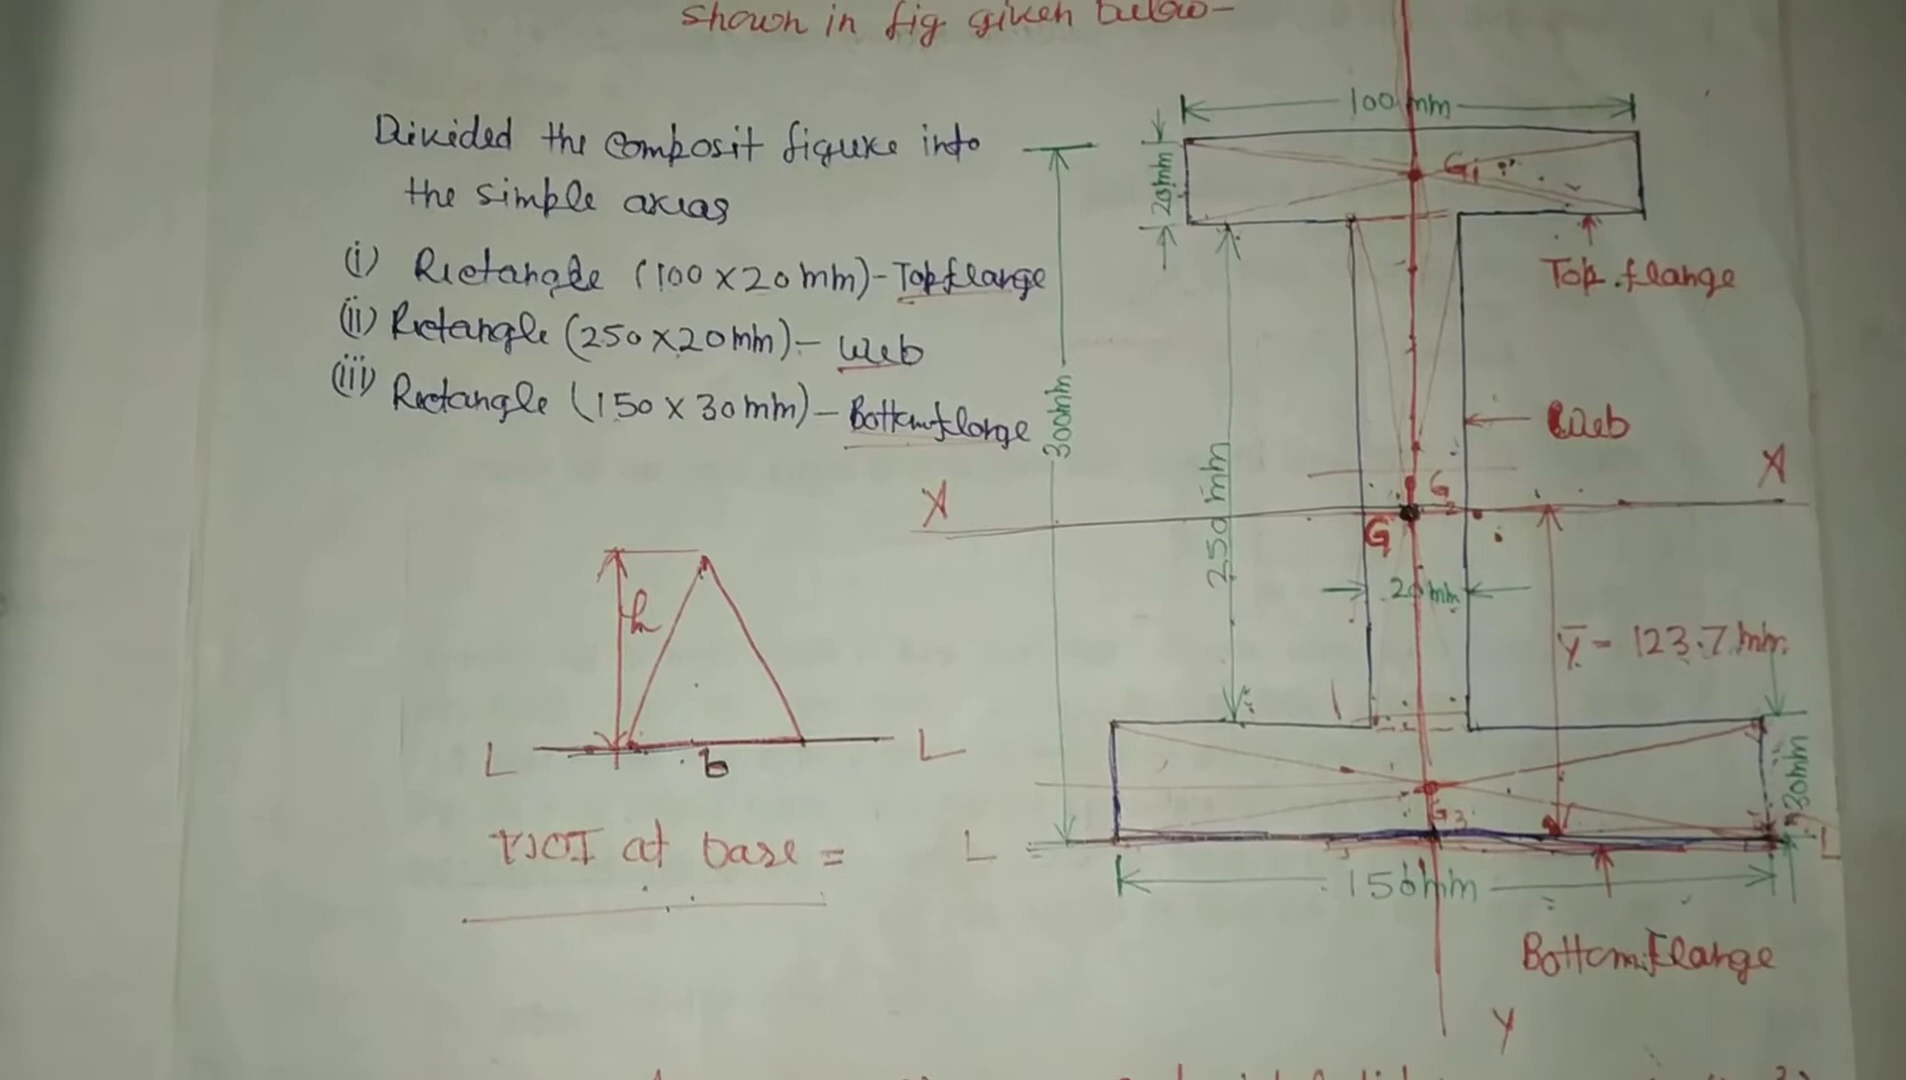 shown in fig given below-
Divided the composit figure into
the simple axias
(i) Rictangle (100 x 20 mm) - Top flange
(ii) Rectangle (250 x 20 mm) - Web
(iii) Rectangle (150 x 30 mm) - Bottom flange
100 mm
20 mm
G1
Top flange
300 mm
250 mm
Web
X
X
G2
G
20 mm
Y̅ - 123.7 mm
30 mm
G3
L
L
150 mm
Bottom flange
Y
h
L
L
b
MOI at base =